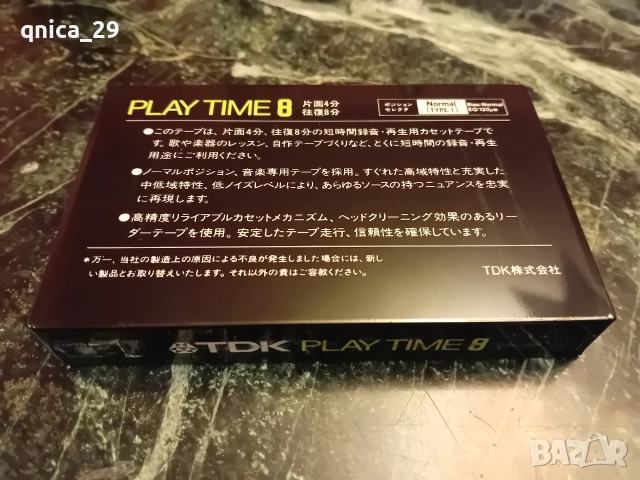 qnica_29
PLAY TIME 8 片面4分 往復8分
ポジションセレクタ Normal (TYPE I) Bias: Normal EQ: 120μs
●このテープは、片面4分、往復8分の短時間録音・再生用カセットテープで
す。歌や楽器のレッスン、自作テープづくりなど、とくに短時間の録音・再生
用途にご利用ください。
●ノーマルポジション、音楽専用テープを採用。すぐれた高域特性と充実した
中低域特性、低ノイズレベルにより、あらゆるソースの持つニュアンスを忠実
に再現します。
●高精度リライアブルカセットメカニズム、ヘッドクリーニング効果のあるリー
ダーテープを使用。安定したテープ走行、信頼性を確保しています。
*万一、当社の製造上の原因による不良が発生しました場合には、新し
い製品とお取り替えいたします。それ以外の責はご容赦ください。
TDK株式会社
TDK PLAY TIME 8
BAZAR